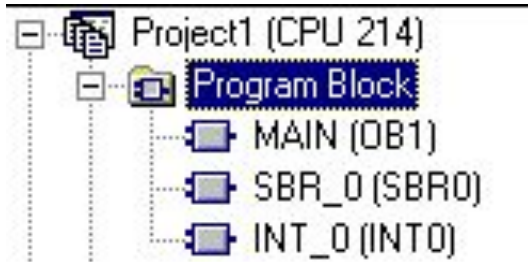 Project1 (CPU 214)
Program Block
MAIN (OB1)
SBR_0 (SBR0)
INT_0 (INT0)